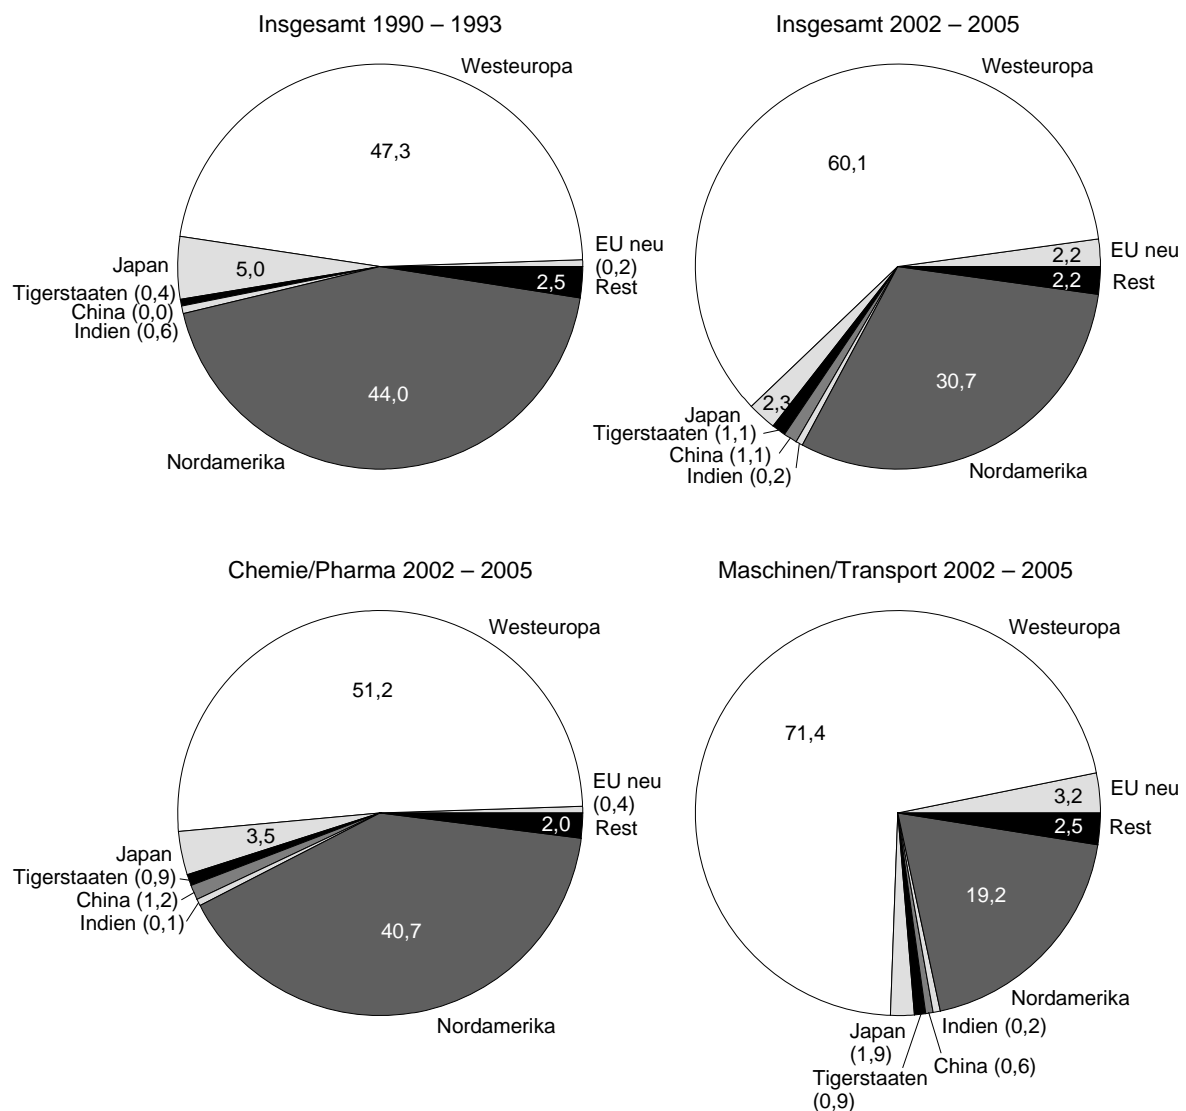 Insgesamt 1990 – 1993
Westeuropa
47,3
EU neu
(0,2)
Japan
5,0
2,5
Rest
Tigerstaaten (0,4)
China (0,0)
Indien (0,6)
44,0
Nordamerika
Insgesamt 2002 – 2005
Westeuropa
60,1
2,2
EU neu
2,2
Rest
30,7
2,3
Japan
Tigerstaaten (1,1)
China (1,1)
Indien (0,2)
Nordamerika
Chemie/Pharma 2002 – 2005
Westeuropa
51,2
EU neu
(0,4)
2,0
Rest
3,5
Japan
Tigerstaaten (0,9)
China (1,2)
Indien (0,1)
40,7
Nordamerika
Maschinen/Transport 2002 – 2005
Westeuropa
71,4
3,2
EU neu
2,5
Rest
19,2
Nordamerika
Japan
(1,9)
Indien (0,2)
China (0,6)
Tigerstaaten
(0,9)